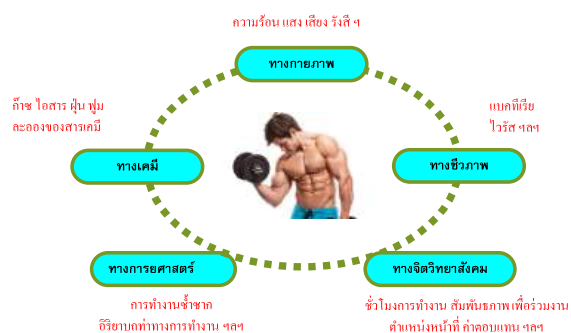 ความร้อน แสง เสียง รังสี ฯ
ทางกายภาพ
ก๊าซ ไอสาร ฝุ่น ฟูม
ละอองของสารเคมี
แบคทีเรีย
ไวรัส ฯลฯ
ทางเคมี
ทางชีวภาพ
ทางการยศาสตร์
ทางจิตวิทยาสังคม
การทำงานซ้ำซาก
อิริยาบถท่าทางการทำงาน ฯลฯ
ชั่วโมงการทำงาน สัมพันธภาพเพื่อร่วมงาน
ตำแหน่งหน้าที่ ค่าตอบแทน ฯลฯ